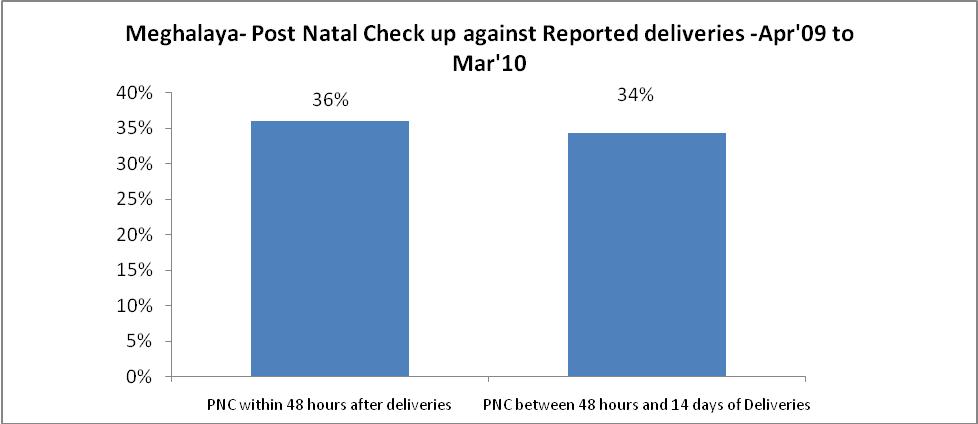 Meghalaya- Post Natal Check up against Reported deliveries -Apr'09 to
Mar'10
40%
35%
30%
25%
20%
15%
10%
5%
0%
36%
34%
PNC within 48 hours after deliveries
PNC between 48 hours and 14 days of Deliveries